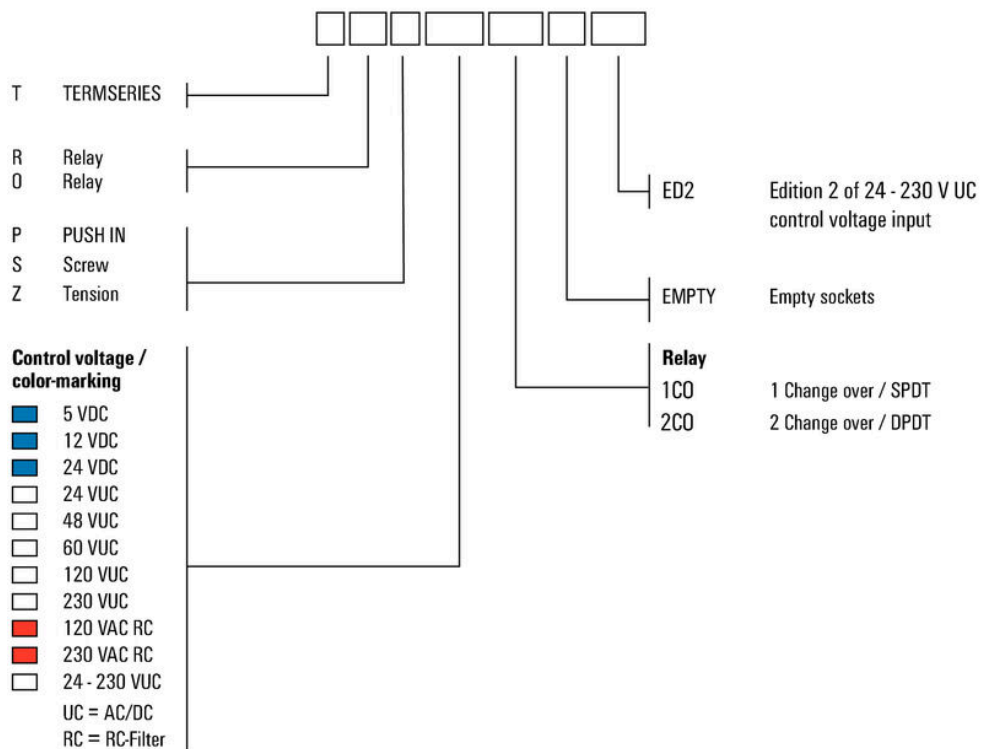 T TERMSERIES
R Relay
O Relay
P PUSH IN
S Screw
Z Tension
Control voltage /
color-marking
5 VDC
12 VDC
24 VDC
24 VUC
48 VUC
60 VUC
120 VUC
230 VUC
120 VAC RC
230 VAC RC
24 - 230 VUC
UC = AC/DC
RC = RC-Filter
ED2 Edition 2 of 24 - 230 V UC
control voltage input
EMPTY Empty sockets
Relay
1CO 1 Change over / SPDT
2CO 2 Change over / DPDT